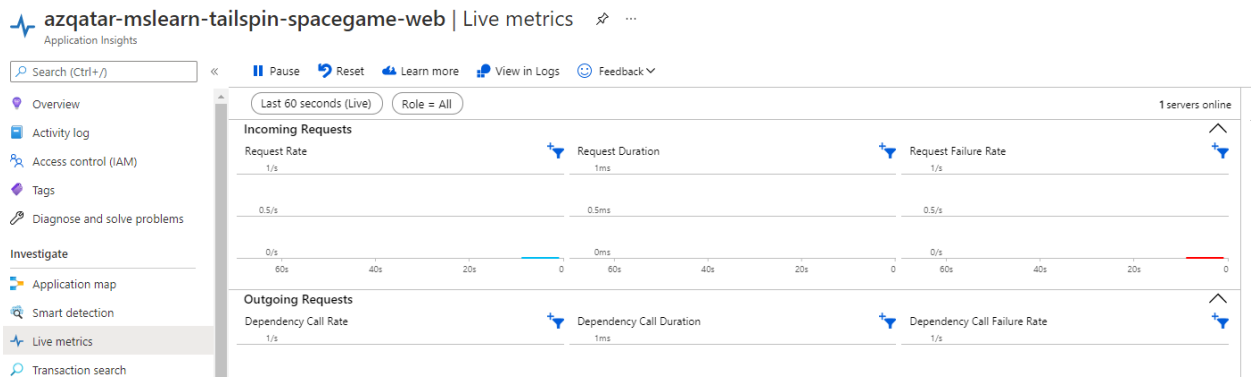 azqatar-mslearn-tailspin-spacegame-web | Live metrics ...
Application Insights
Search (Ctrl+/) «
Overview
Activity log
Access control (IAM)
Tags
Diagnose and solve problems
Investigate
Application map
Smart detection
Live metrics
Transaction search
Pause Reset Learn more View in Logs Feedback
Last 60 seconds (Live) Role = All 1 servers online
Incoming Requests
Request Rate Request Duration Request Failure Rate
1/s 1ms 1/s
0.5/s 0.5ms 0.5/s
0/s 0ms 0/s
60s 40s 20s 0 60s 40s 20s 0 60s 40s 20s 0
Outgoing Requests
Dependency Call Rate Dependency Call Duration Dependency Call Failure Rate
1/s 1ms 1/s